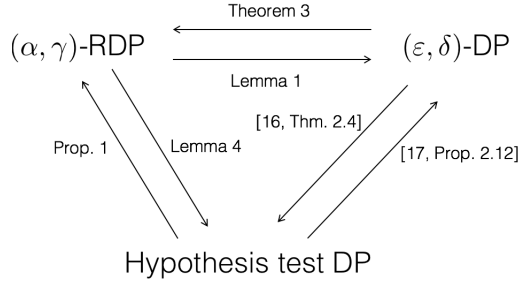 Theorem 3
(α, γ)-RDP
(ε, δ)-DP
Lemma 1
[16, Thm. 2.4]
Prop. 1
Lemma 4
[17, Prop. 2.12]
Hypothesis test DP